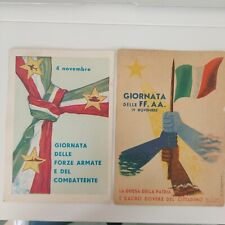 4 novembre
GIORNATA
DELLE
FORZE ARMATE
E DEL
COMBATTENTE
GIORNATA
DELLE FF. AA.
NOVEMBRE
LA DIFESA DELLA PATRIA
È SACRO DOVERE DEL CITTADINO